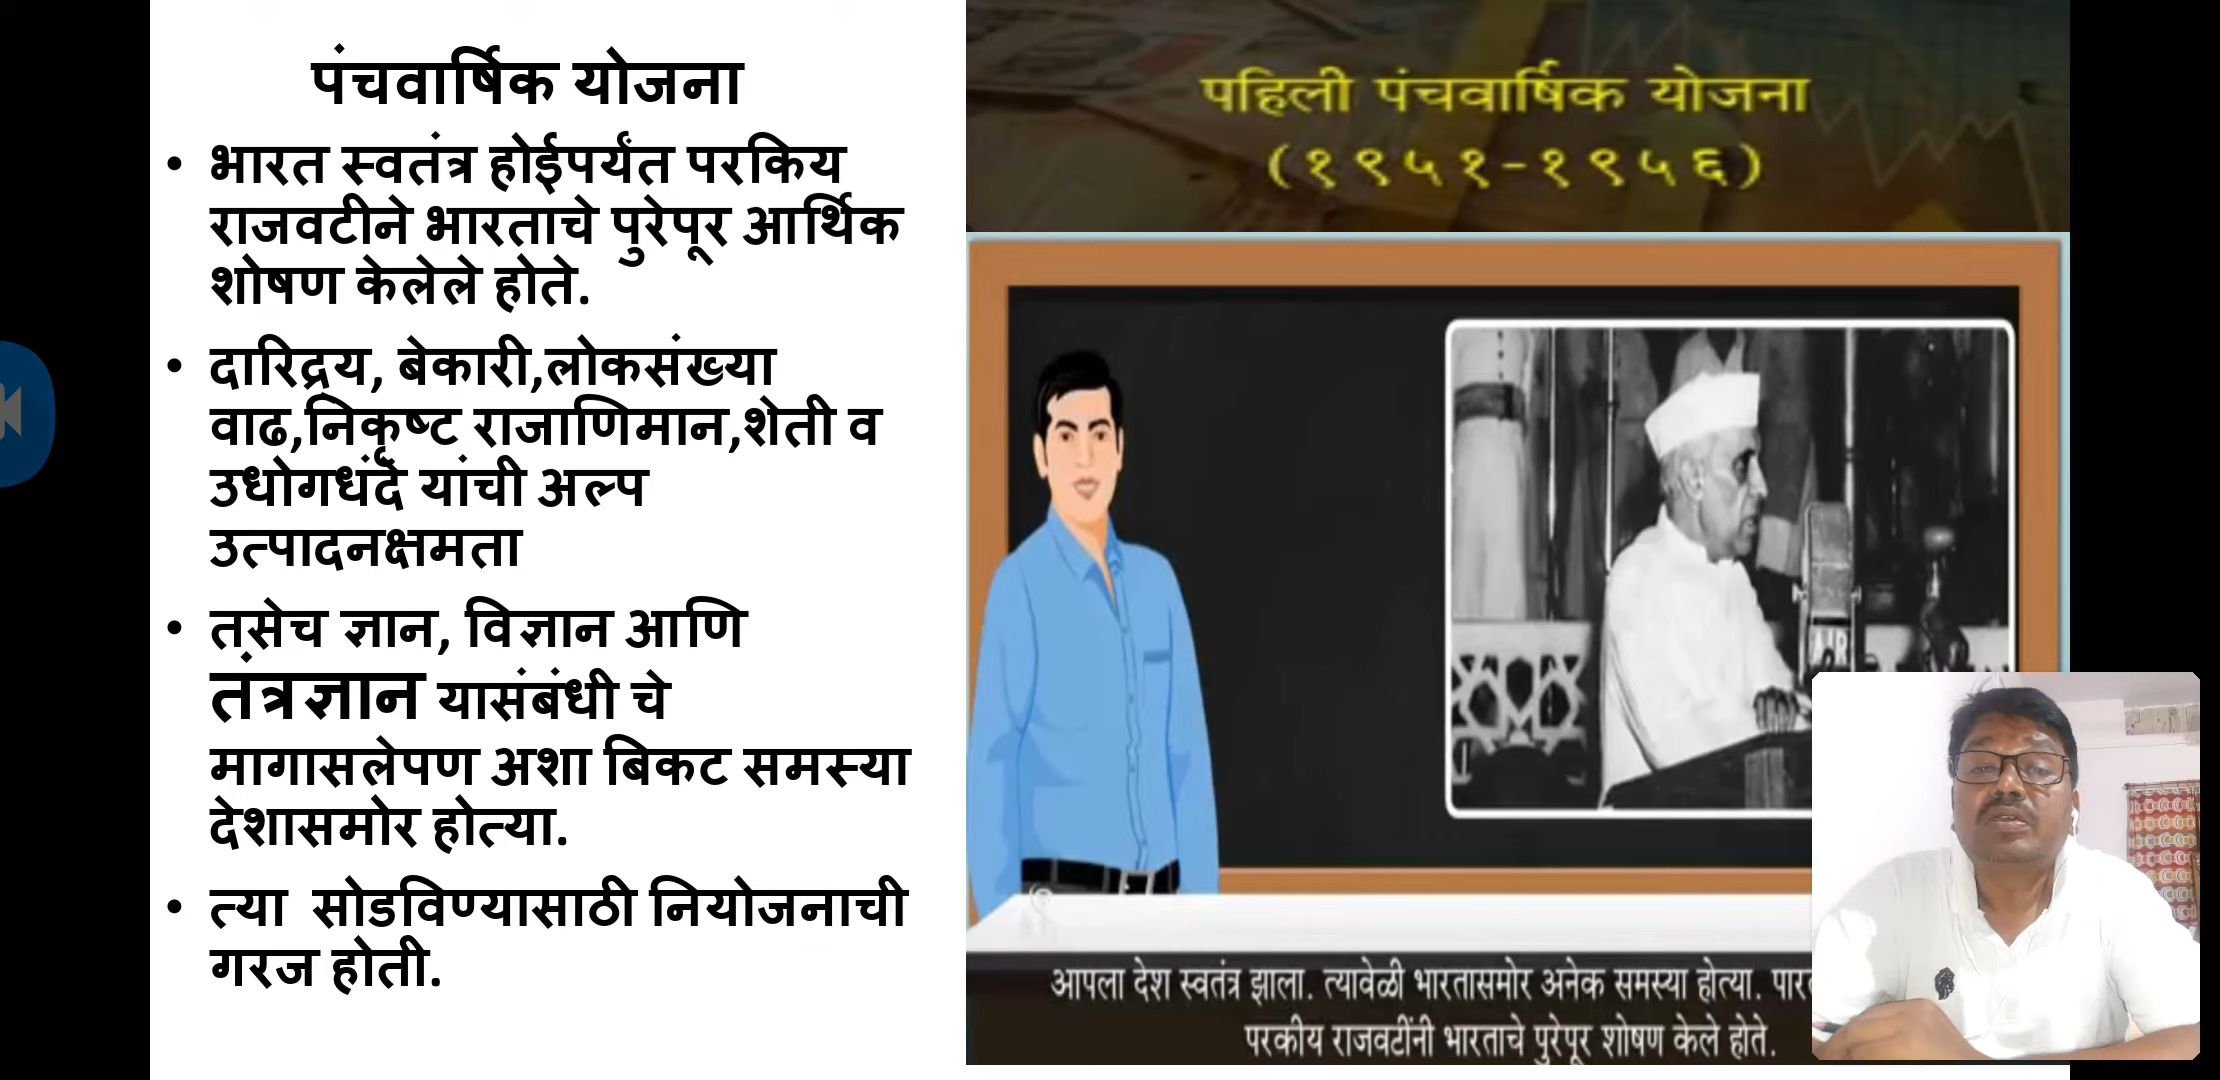 पंचवार्षिक योजना
• भारत स्वतंत्र होईपर्यंत परकिय
राजवटीने भारताचे पुरेपूर आर्थिक
शोषण केलेले होते.
• दारिद्र्य, बेकारी,लोकसंख्या
वाढ,निकृष्ट राजाणिमान,शेती व
उधोगधंदे यांची अल्प
उत्पादनक्षमता
• तसेच ज्ञान, विज्ञान आणि
तंत्रज्ञान यासंबंधी चे
मागासलेपण अशा बिकट समस्या
देशासमोर होत्या.
• त्या सोडविण्यासाठी नियोजनाची
गरज होती.
पहिली पंचवार्षिक योजना
(१९५१-१९५६)
AIR
आपला देश स्वतंत्र झाला. त्यावेळी भारतासमोर अनेक समस्या होत्या.
परकीय राजवटींनी भारताचे पुरेपूर शोषण केले होते.